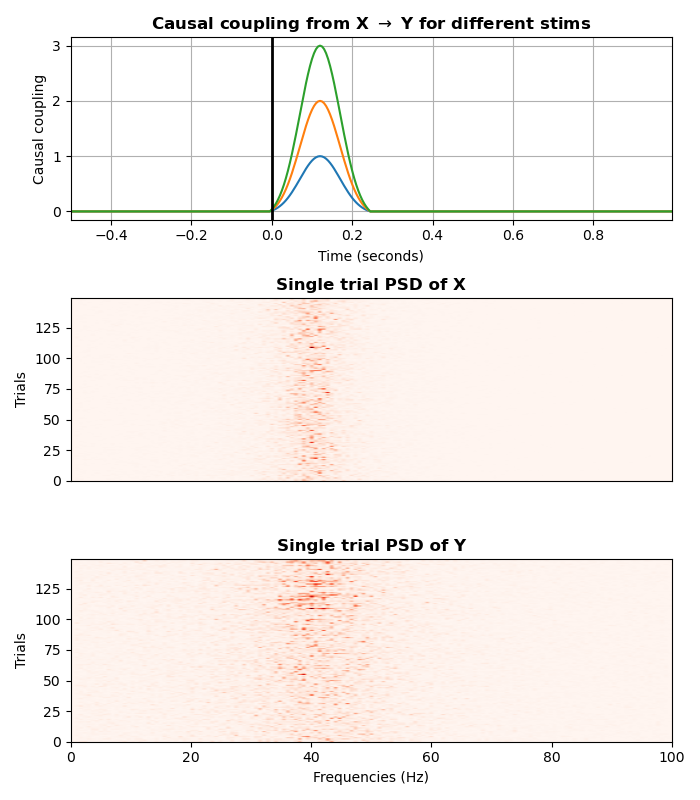 Causal coupling from X → Y for different stims
3
2
1
0
Causal coupling
−0.4 −0.2 0.0 0.2 0.4 0.6 0.8
Time (seconds)
Single trial PSD of X
125
100
75
50
25
0
Trials
Single trial PSD of Y
125
100
75
50
25
0
Trials
0 20 40 60 80 100
Frequencies (Hz)